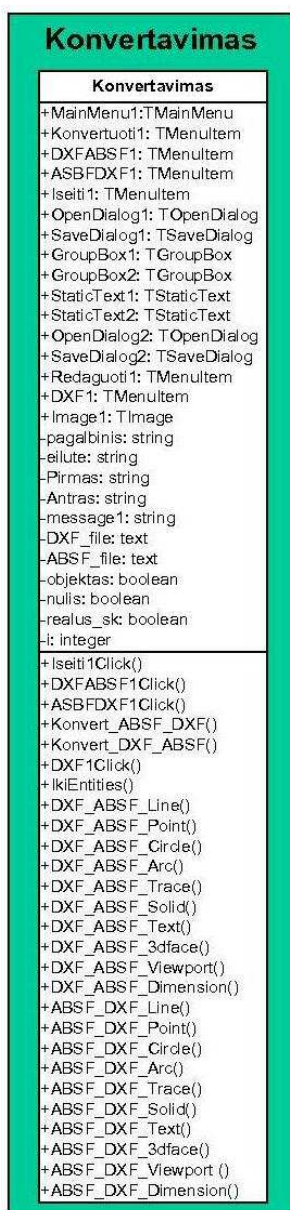 Konvertavimas
Konvertavimas
+MainMenu1:TMainMenu
+Konvertuoti1: TMenuItem
+DXFABSF1: TMenuItem
+ASBFDXF1: TMenuItem
+Iseiti1: TMenuItem
+OpenDialog1: TOpenDialog
+SaveDialog1: TSaveDialog
+GroupBox1: TGroupBox
+GroupBox2: TGroupBox
+StaticText1: TStaticText
+StaticText2: TStaticText
+OpenDialog2: TOpenDialog
+SaveDialog2: TSaveDialog
+Redaguoti1: TMenuItem
+DXF1: TMenuItem
+Image1: TImage
-pagalbinis: string
-eilute: string
-Pirmas: string
-Antras: string
-message1: string
-DXF_file: text
-ABSF_file: text
-objektas: boolean
-nulis: boolean
-realus_sk: boolean
-i: integer
+Iseiti1Click()
+DXFABSF1Click()
+ASBFDXF1Click()
+Konvert_ABSF_DXF()
+Konvert_DXF_ABSF()
+DXF1Click()
+IkiEntities()
+DXF_ABSF_Line()
+DXF_ABSF_Point()
+DXF_ABSF_Circle()
+DXF_ABSF_Arc()
+DXF_ABSF_Trace()
+DXF_ABSF_Solid()
+DXF_ABSF_Text()
+DXF_ABSF_3dface()
+DXF_ABSF_Viewport()
+DXF_ABSF_Dimension()
+ABSF_DXF_Line()
+ABSF_DXF_Point()
+ABSF_DXF_Circle()
+ABSF_DXF_Arc()
+ABSF_DXF_Trace()
+ABSF_DXF_Solid()
+ABSF_DXF_Text()
+ABSF_DXF_3dface()
+ABSF_DXF_Viewport ()
+ABSF_DXF_Dimension()